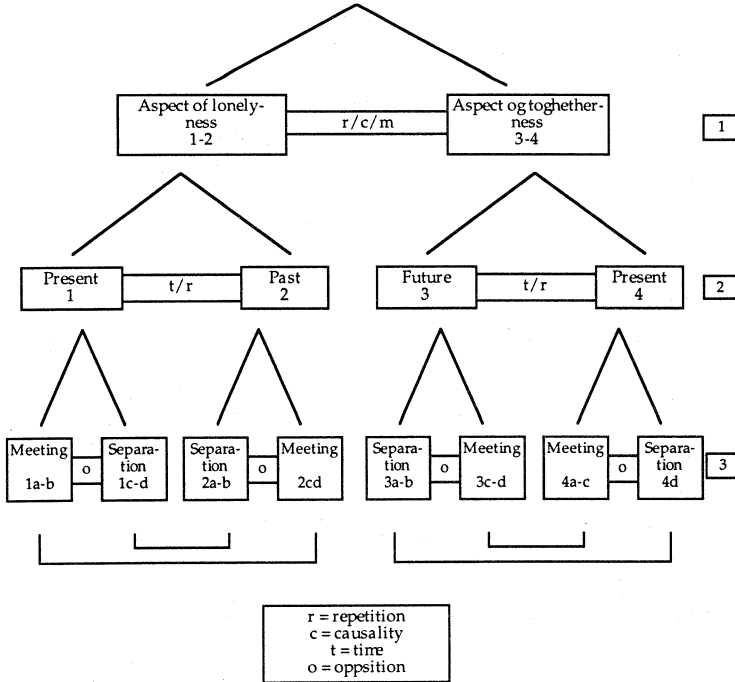 Aspect of lonely-
ness
1-2
r/c/m
Aspect og toghether-
ness
3-4
1
Present
1
t/r
Past
2
Future
3
t/r
Present
4
2
Meeting
1a-b
o
Separa-
tion
1c-d
Separa-
tion
2a-b
o
Meeting
2cd
Separa-
tion
3a-b
o
Meeting
3c-d
Meeting
4a-c
o
Separa-
tion
4d
3
r = repetition
c = causality
t = time
o = oppsition